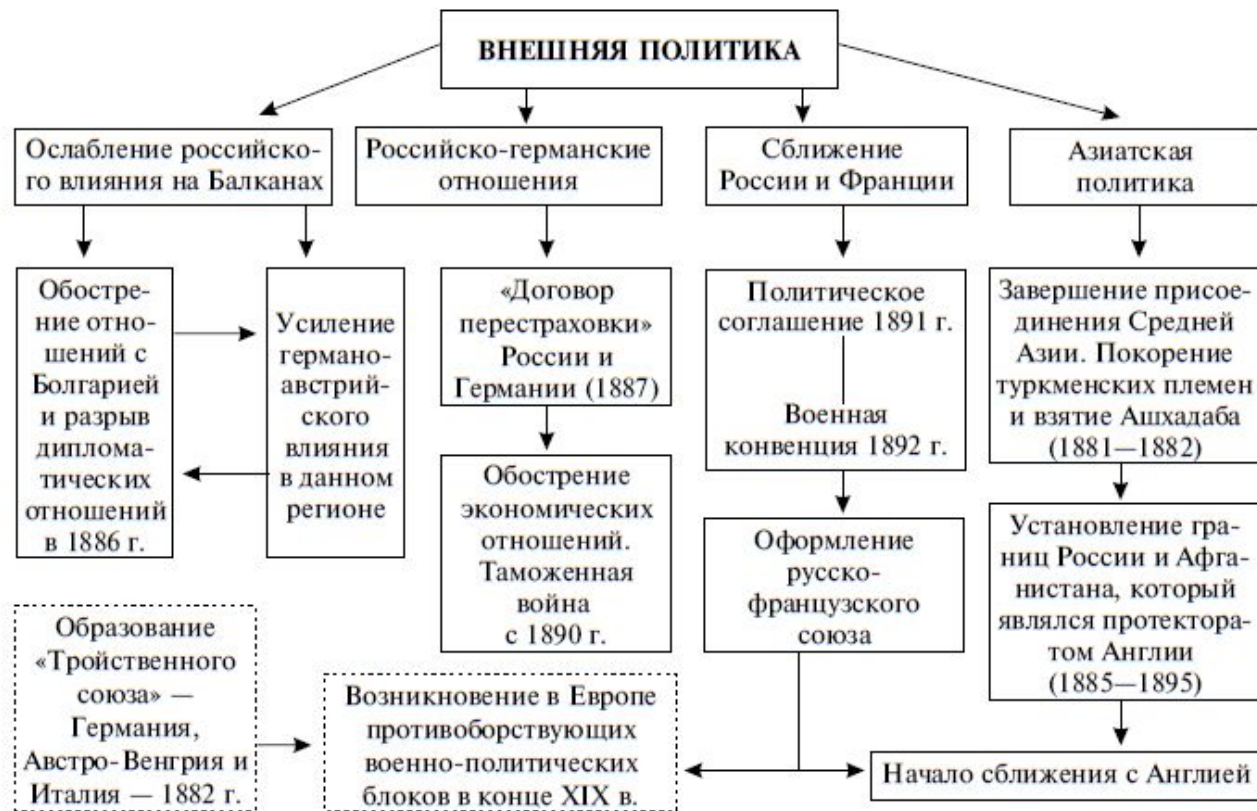 ВНЕШНЯЯ ПОЛИТИКА
Ослабление российско-
го влияния на Балканах
Российско-германские
отношения
Сближение
России и Франции
Азиатская
политика
Обостре-
ние отно-
шений с
Болгарией
и разрыв
дипломa-
тических
отношений
в 1886 г.
Усиление
германо-
австрий-
ского
влияния
в данном
регионе
«Договор
перестраховки»
России и
Германии (1887)
Политическое
соглашение 1891 г.
Военная
конвенция 1892 г.
Завершение присое-
динения Средней
Азии. Покорение
туркменских племен
и взятие Ашхадаба
(1881—1882)
Обострение
экономических
отношений.
Таможенная
война
с 1890 г.
Оформление
русско-
французского
союза
Установление гра-
ниц России и Афга-
нистана, который
являлся протектора-
том Англии
(1885—1895)
Образование
«Тройственного
союза» —
Германия,
Австро-Венгрия и
Италия — 1882 г.
Возникновение в Европе
противоборствующих
военно-политических
блоков в конце XIX в.
Начало сближения с Англией